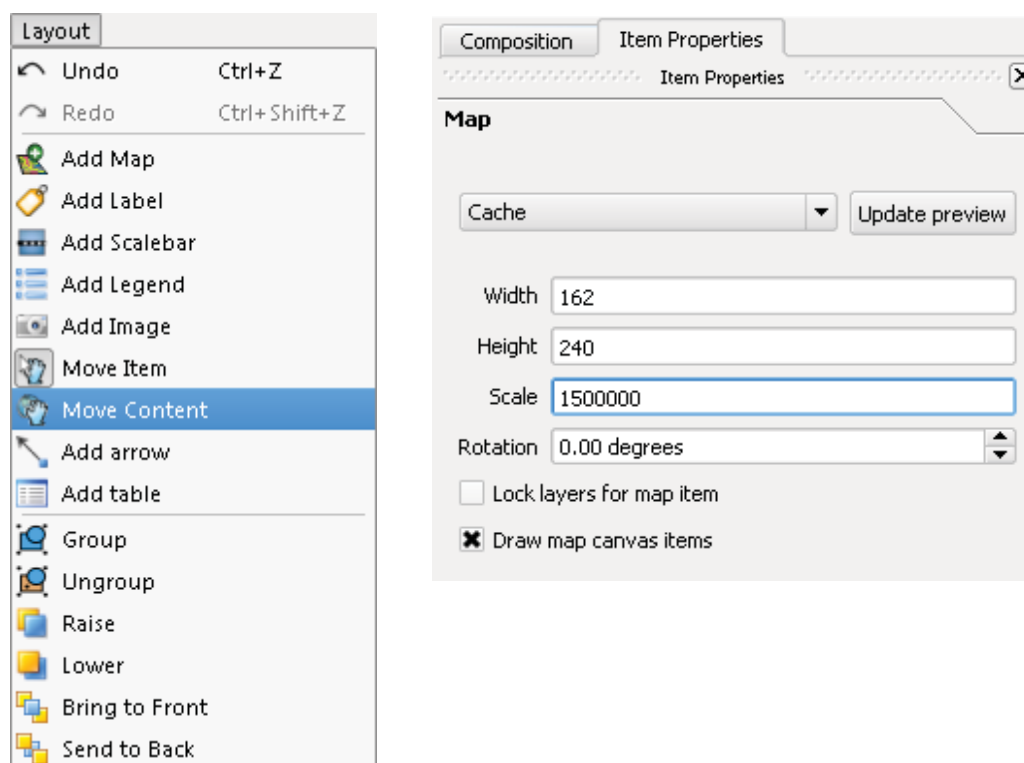 Layout
Undo Ctrl+Z
Redo Ctrl+Shift+Z
Add Map
Add Label
Add Scalebar
Add Legend
Add Image
Move Item
Move Content
Add arrow
Add table
Group
Ungroup
Raise
Lower
Bring to Front
Send to Back
Composition Item Properties
Item Properties
Map
Cache Update preview
Width 162
Height 240
Scale 1500000
Rotation 0.00 degrees
Lock layers for map item
Draw map canvas items